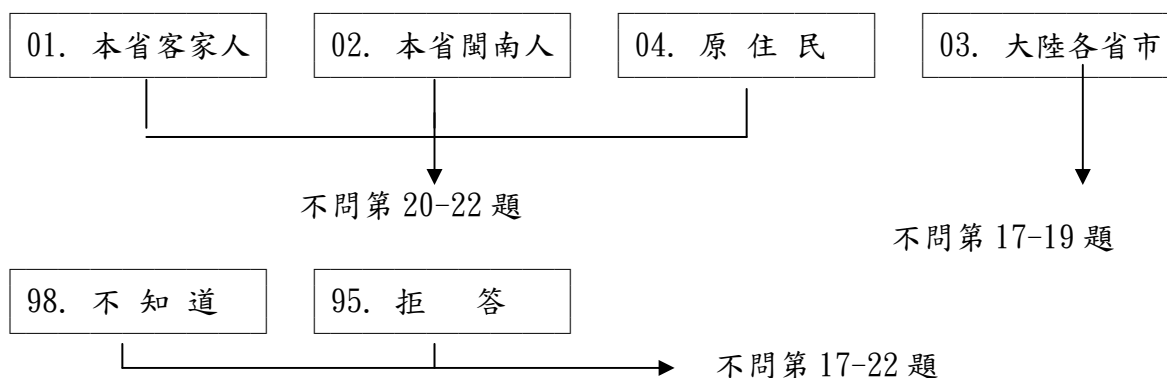 01. 本省客家人 02. 本省閩南人 04. 原 住 民 03. 大陸各省市
不問第 20-22 題
不問第 17-19 題
98. 不 知 道 95. 拒 答
不問第 17-22 題